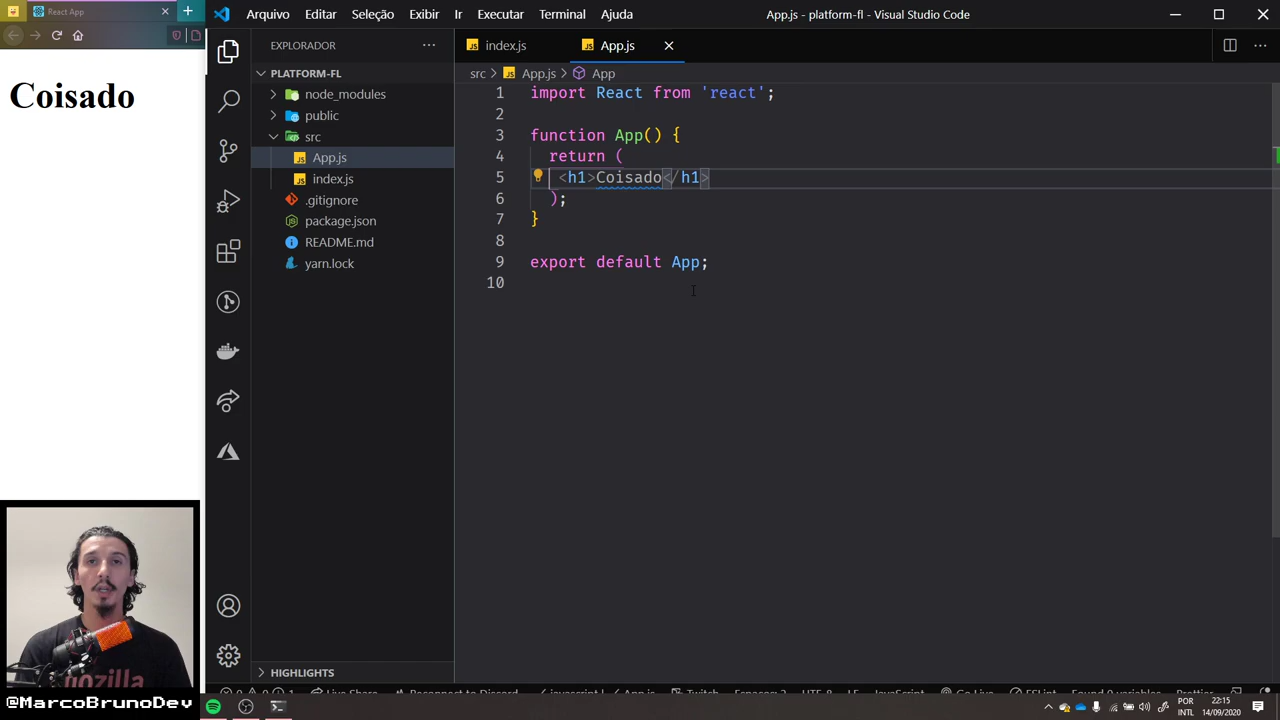 React App
Coisado
Arquivo Editar Seleção Exibir Ir Executar Terminal Ajuda
App.js - platform-fl - Visual Studio Code
EXPLORADOR
PLATFORM-FL
node_modules
public
src
App.js
index.js
.gitignore
package.json
README.md
yarn.lock
HIGHLIGHTS
index.js App.js
src App.js App
1 import React from 'react';
2
3 function App() {
4 return (
5 <h1>Coisado</h1>
6 );
7 }
8
9 export default App;
10
mozilla
@MarcoBrunoDev
Live Share Reconnect to Discord javascript App.js Twitch UTF-8 LF JavaScript Go Live ESLint Found 0 variables Prettier
POR
INTL
22:15
14/09/2020